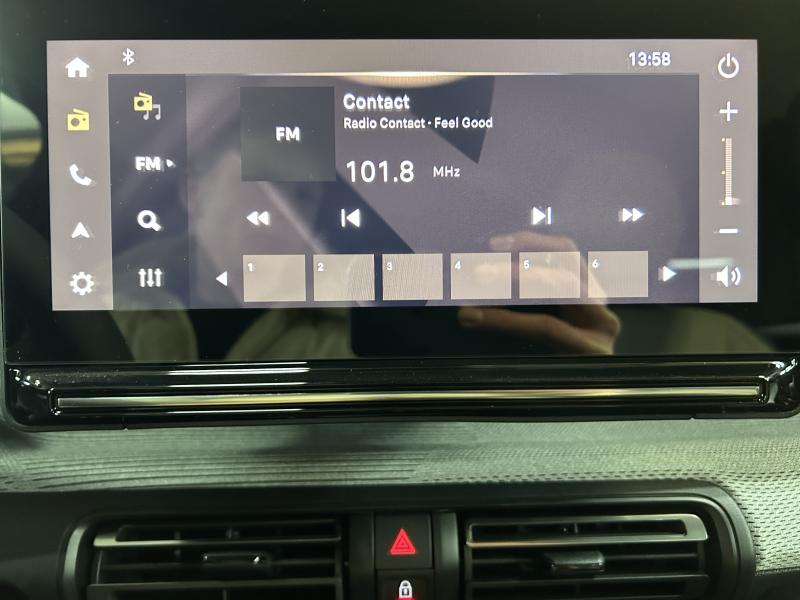 13:58
Contact
Radio Contact · Feel Good
FM
FM
101.8 MHz
1 2 3 4 5 6